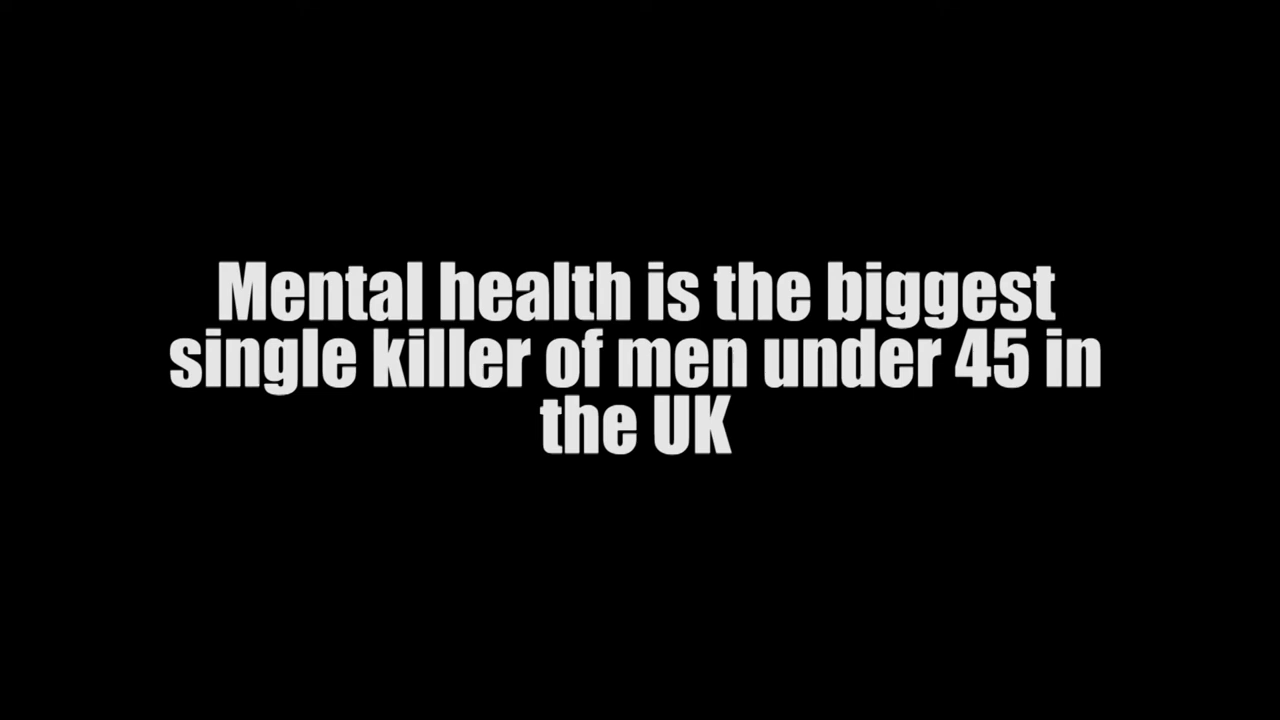 Mental health is the biggest
single killer of men under 45 in
the UK